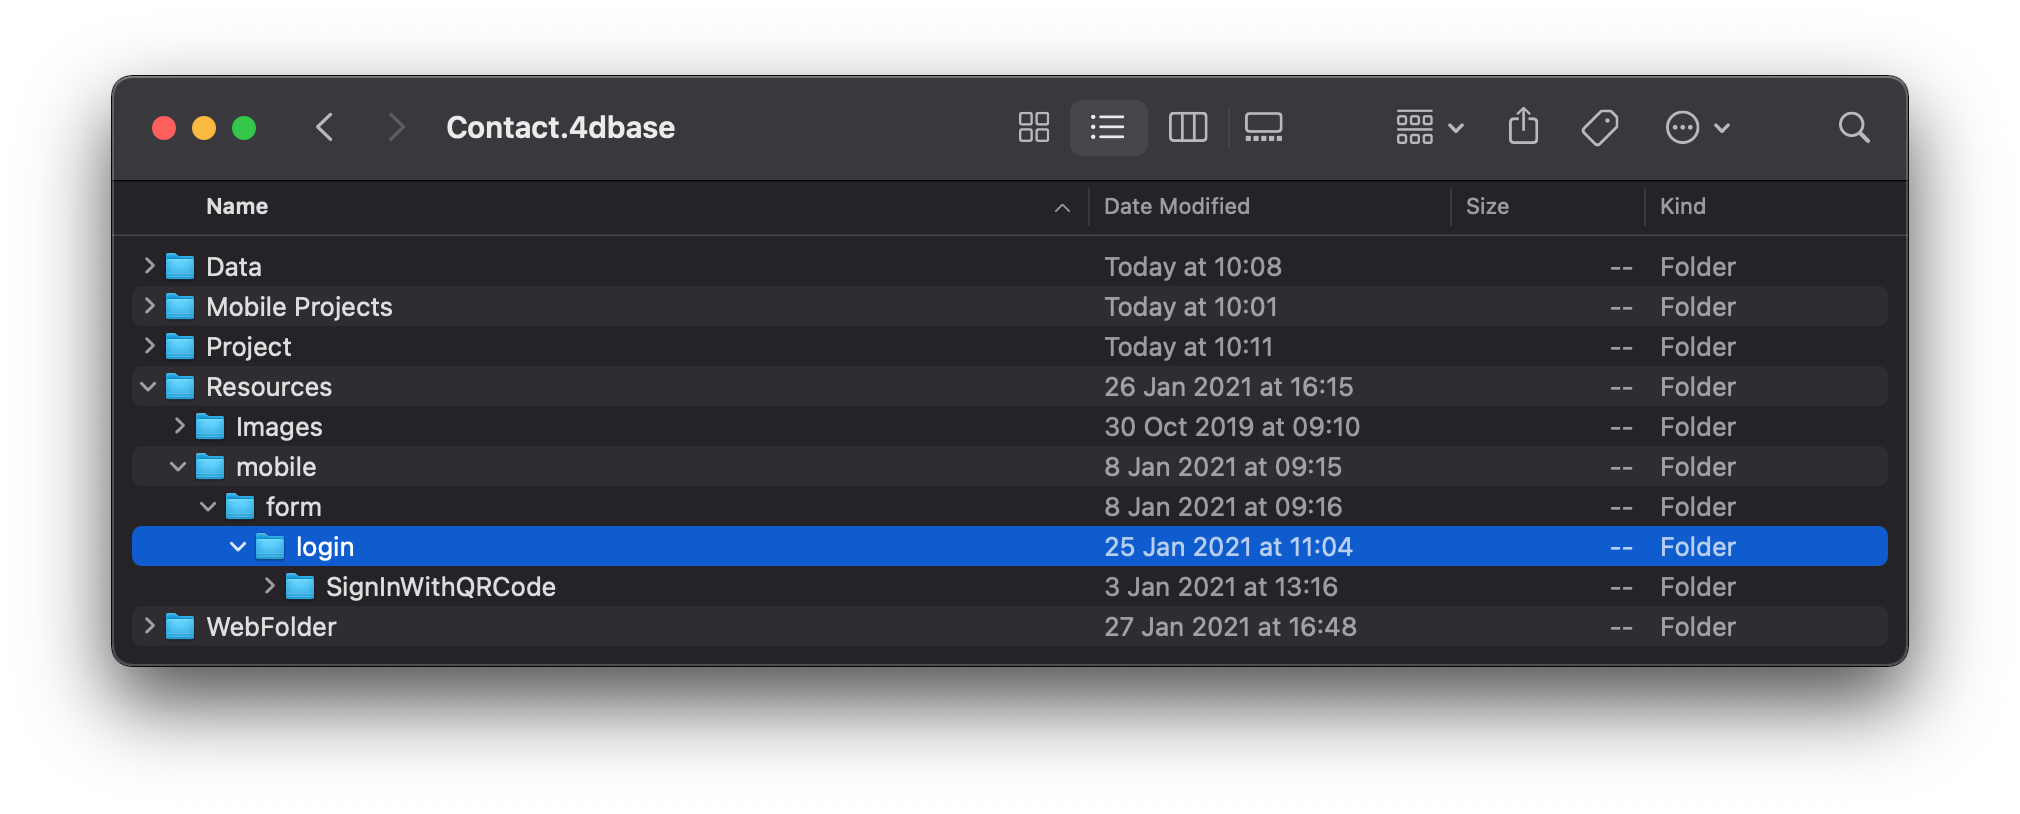 Contact.4dbase
Name Date Modified Size Kind
Data Today at 10:08 -- Folder
Mobile Projects Today at 10:01 -- Folder
Project Today at 10:11 -- Folder
Resources 26 Jan 2021 at 16:15 -- Folder
Images 30 Oct 2019 at 09:10 -- Folder
mobile 8 Jan 2021 at 09:15 -- Folder
form 8 Jan 2021 at 09:16 -- Folder
login 25 Jan 2021 at 11:04 -- Folder
SignInWithQRCode 3 Jan 2021 at 13:16 -- Folder
WebFolder 27 Jan 2021 at 16:48 -- Folder